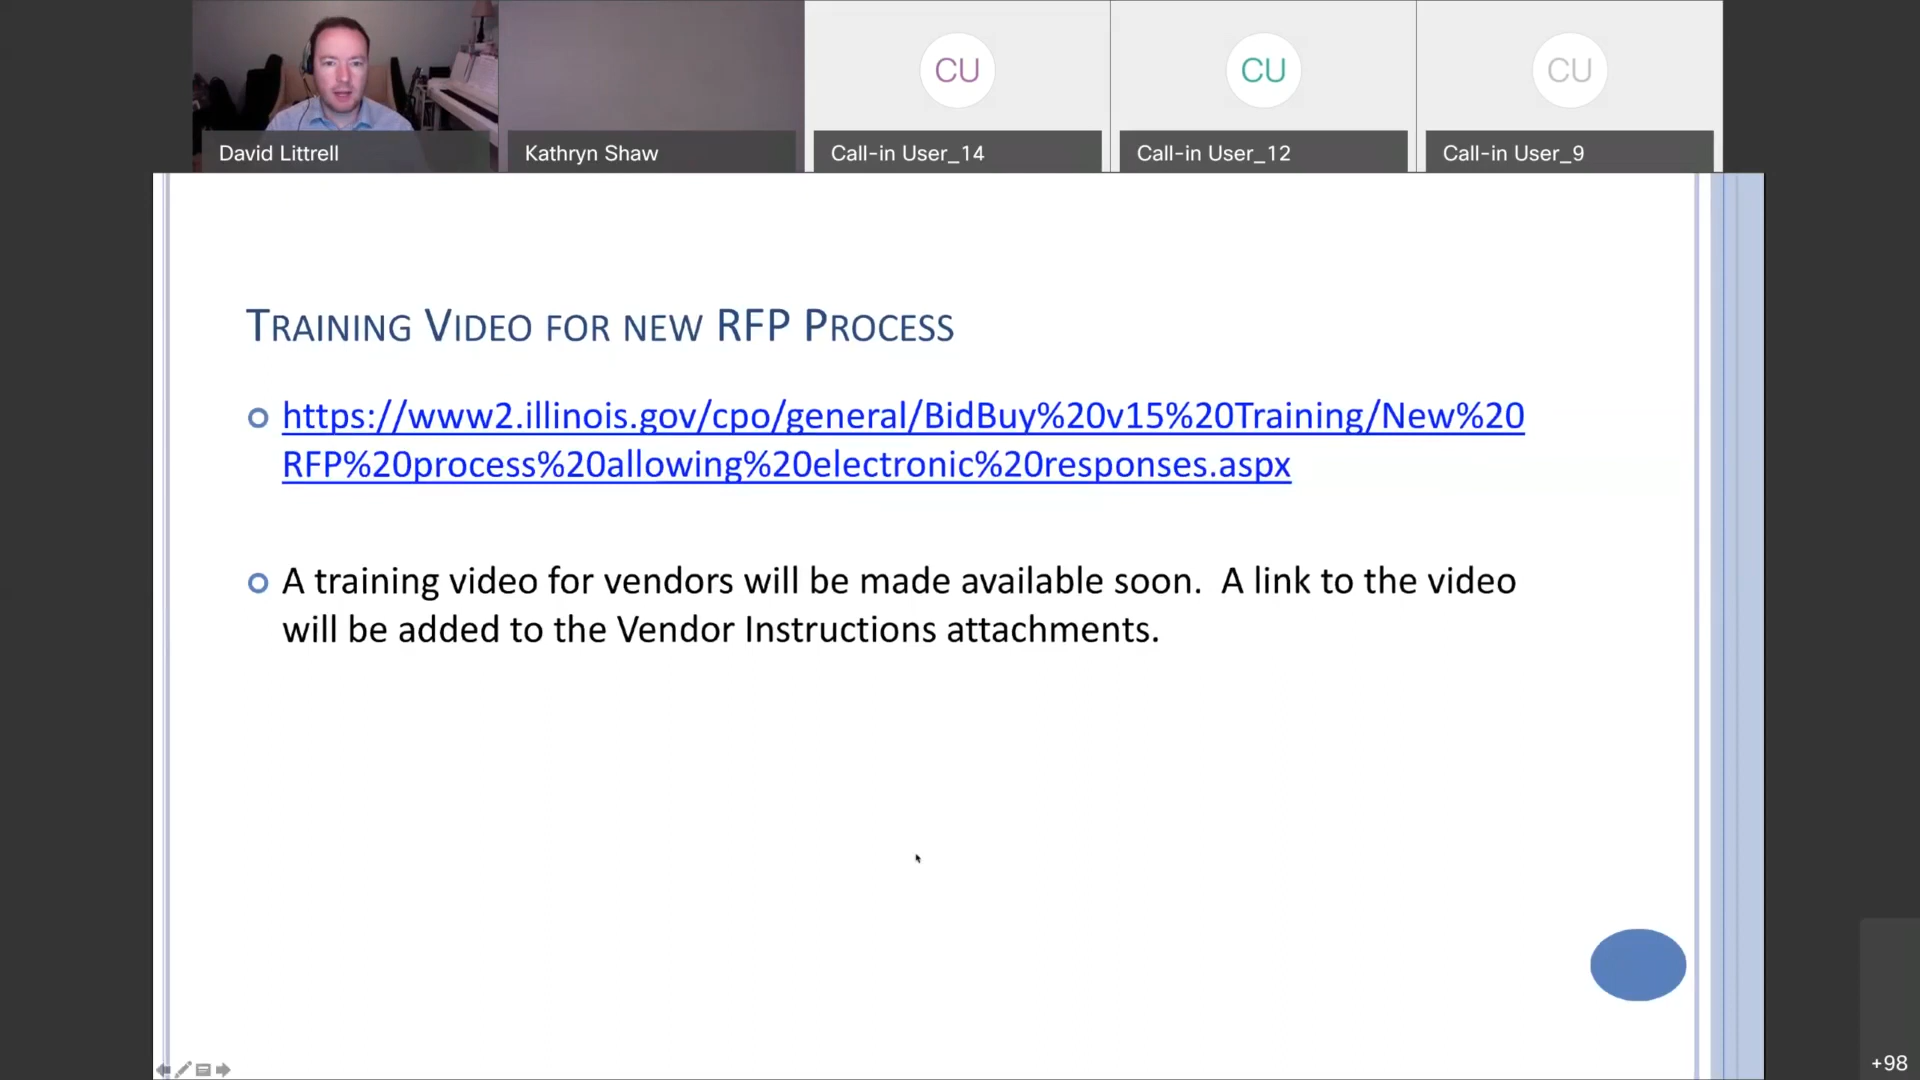 CU
CU
CU
David Littrell
Kathryn Shaw
Call-in User_14
Call-in User_12
Call-in User_9
TRAINING VIDEO FOR NEW RFP PROCESS
https://www2.illinois.gov/cpo/general/BidBuy%20v15%20Training/New%20
RFP%20process%20allowing%20electronic%20responses.aspx
A training video for vendors will be made available soon. A link to the video
will be added to the Vendor Instructions attachments.
+98